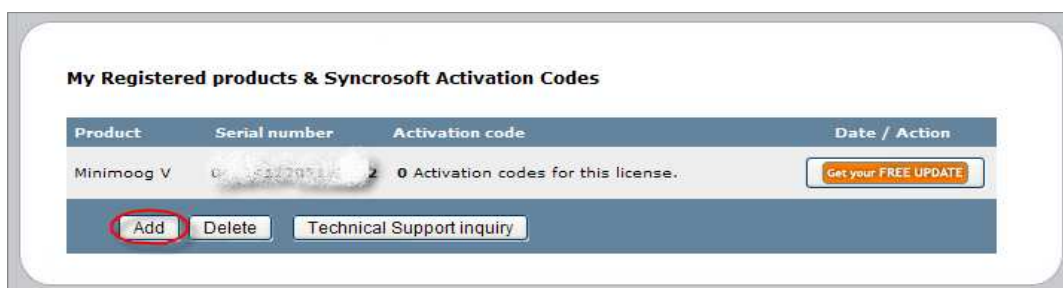 My Registered products & Syncrosoft Activation Codes
Product Serial number Activation code Date / Action
Minimoog V 2 0 Activation codes for this license. Get your FREE UPDATE
Add Delete Technical Support inquiry